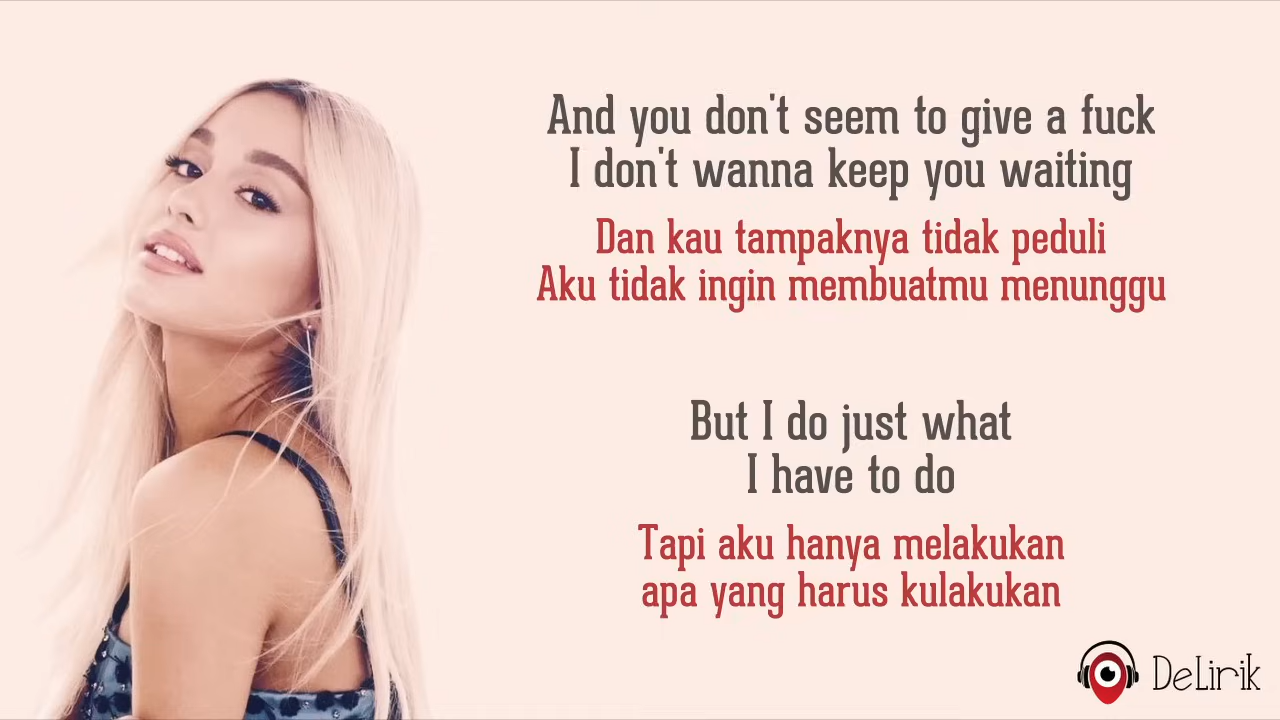 And you don't seem to give a fuck
I don't wanna keep you waiting
Dan kau tampaknya tidak peduli
Aku tidak ingin membuatmu menunggu
But I do just what
I have to do
Tapi aku hanya melakukan
apa yang harus kulakukan
DeLirik